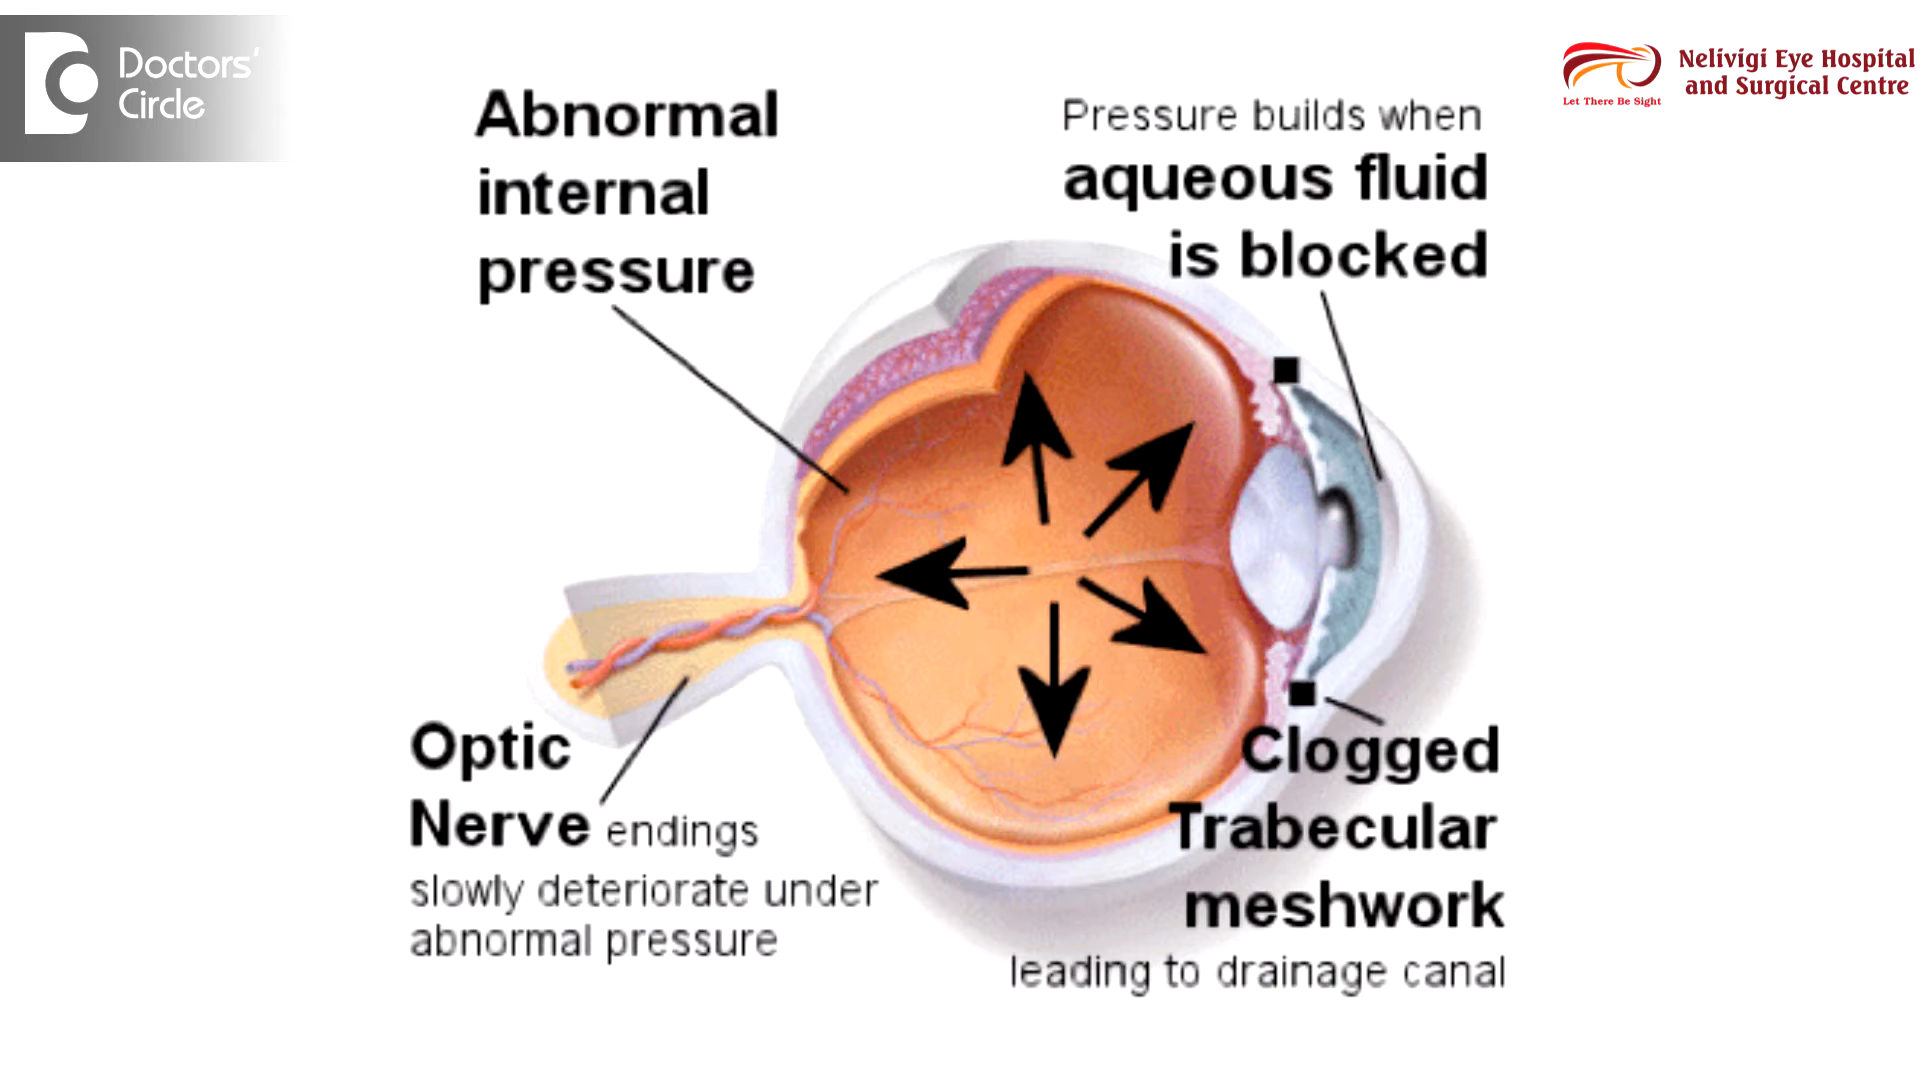 Doctors'
Circle
Nelivigi Eye Hospital
and Surgical Centre
Let There Be Sight
Abnormal
internal
pressure
Pressure builds when
aqueous fluid
is blocked
Optic
Nerve endings
slowly deteriorate under
abnormal pressure
Clogged
Trabecular
meshwork
leading to drainage canal